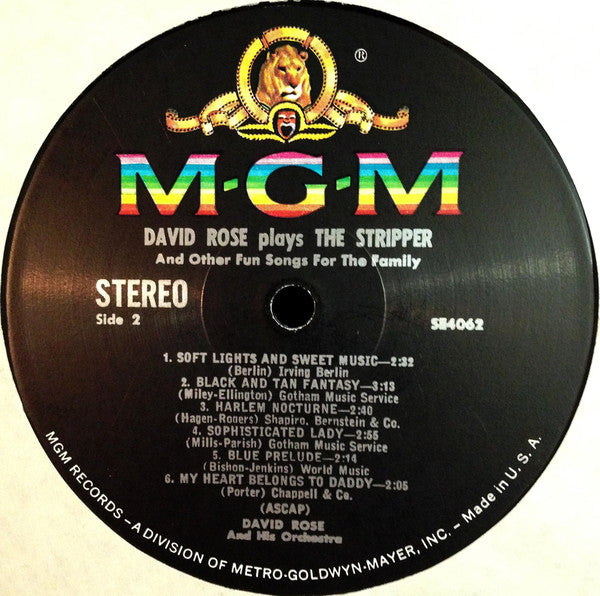 ®
M-G-M
DAVID ROSE plays THE STRIPPER
And Other Fun Songs For The Family
STEREO
Side 2
SE4062
1. SOFT LIGHTS AND SWEET MUSIC—2:32
(Berlin) Irving Berlin
2. BLACK AND TAN FANTASY—3:13
(Miley-Ellington) Gotham Music Service
3. HARLEM NOCTURNE—2:40
(Hagen-Rogers) Shapiro, Bernstein & Co.
4. SOPHISTICATED LADY—2:55
(Mills-Parish) Gotham Music Service
5. BLUE PRELUDE—2:14
(Bishon-Jenkins) World Music
6. MY HEART BELONGS TO DADDY—2:05
(Porter) Chappell & Co.
(ASCAP)
DAVID ROSE
And His Orchestra
MGM RECORDS – A DIVISION OF METRO-GOLDWYN-MAYER, INC. – Made in U. S. A.